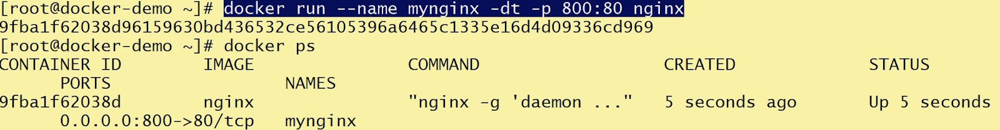 [root@docker-demo ~]# docker run --name mynginx -dt -p 800:80 nginx
9fba1f62038d96159630bd436532ce56105396a6465c1335e16d4d09336cd969
[root@docker-demo ~]# docker ps
CONTAINER ID        IMAGE               COMMAND                  CREATED             STATUS
      PORTS                 NAMES
9fba1f62038d        nginx               "nginx -g 'daemon ..."   5 seconds ago       Up 5 seconds
      0.0.0.0:800->80/tcp   mynginx